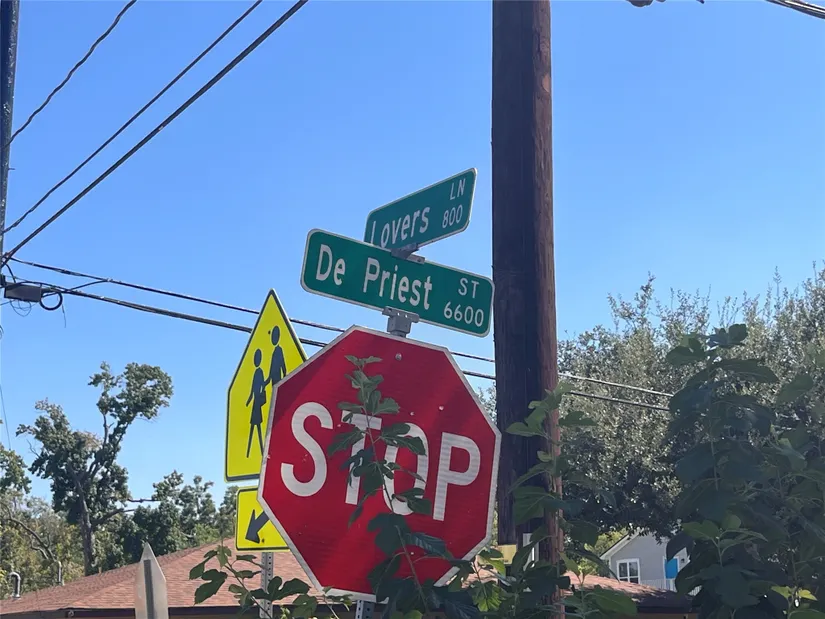 Lovers LN 800
De Priest ST 6600
STOP